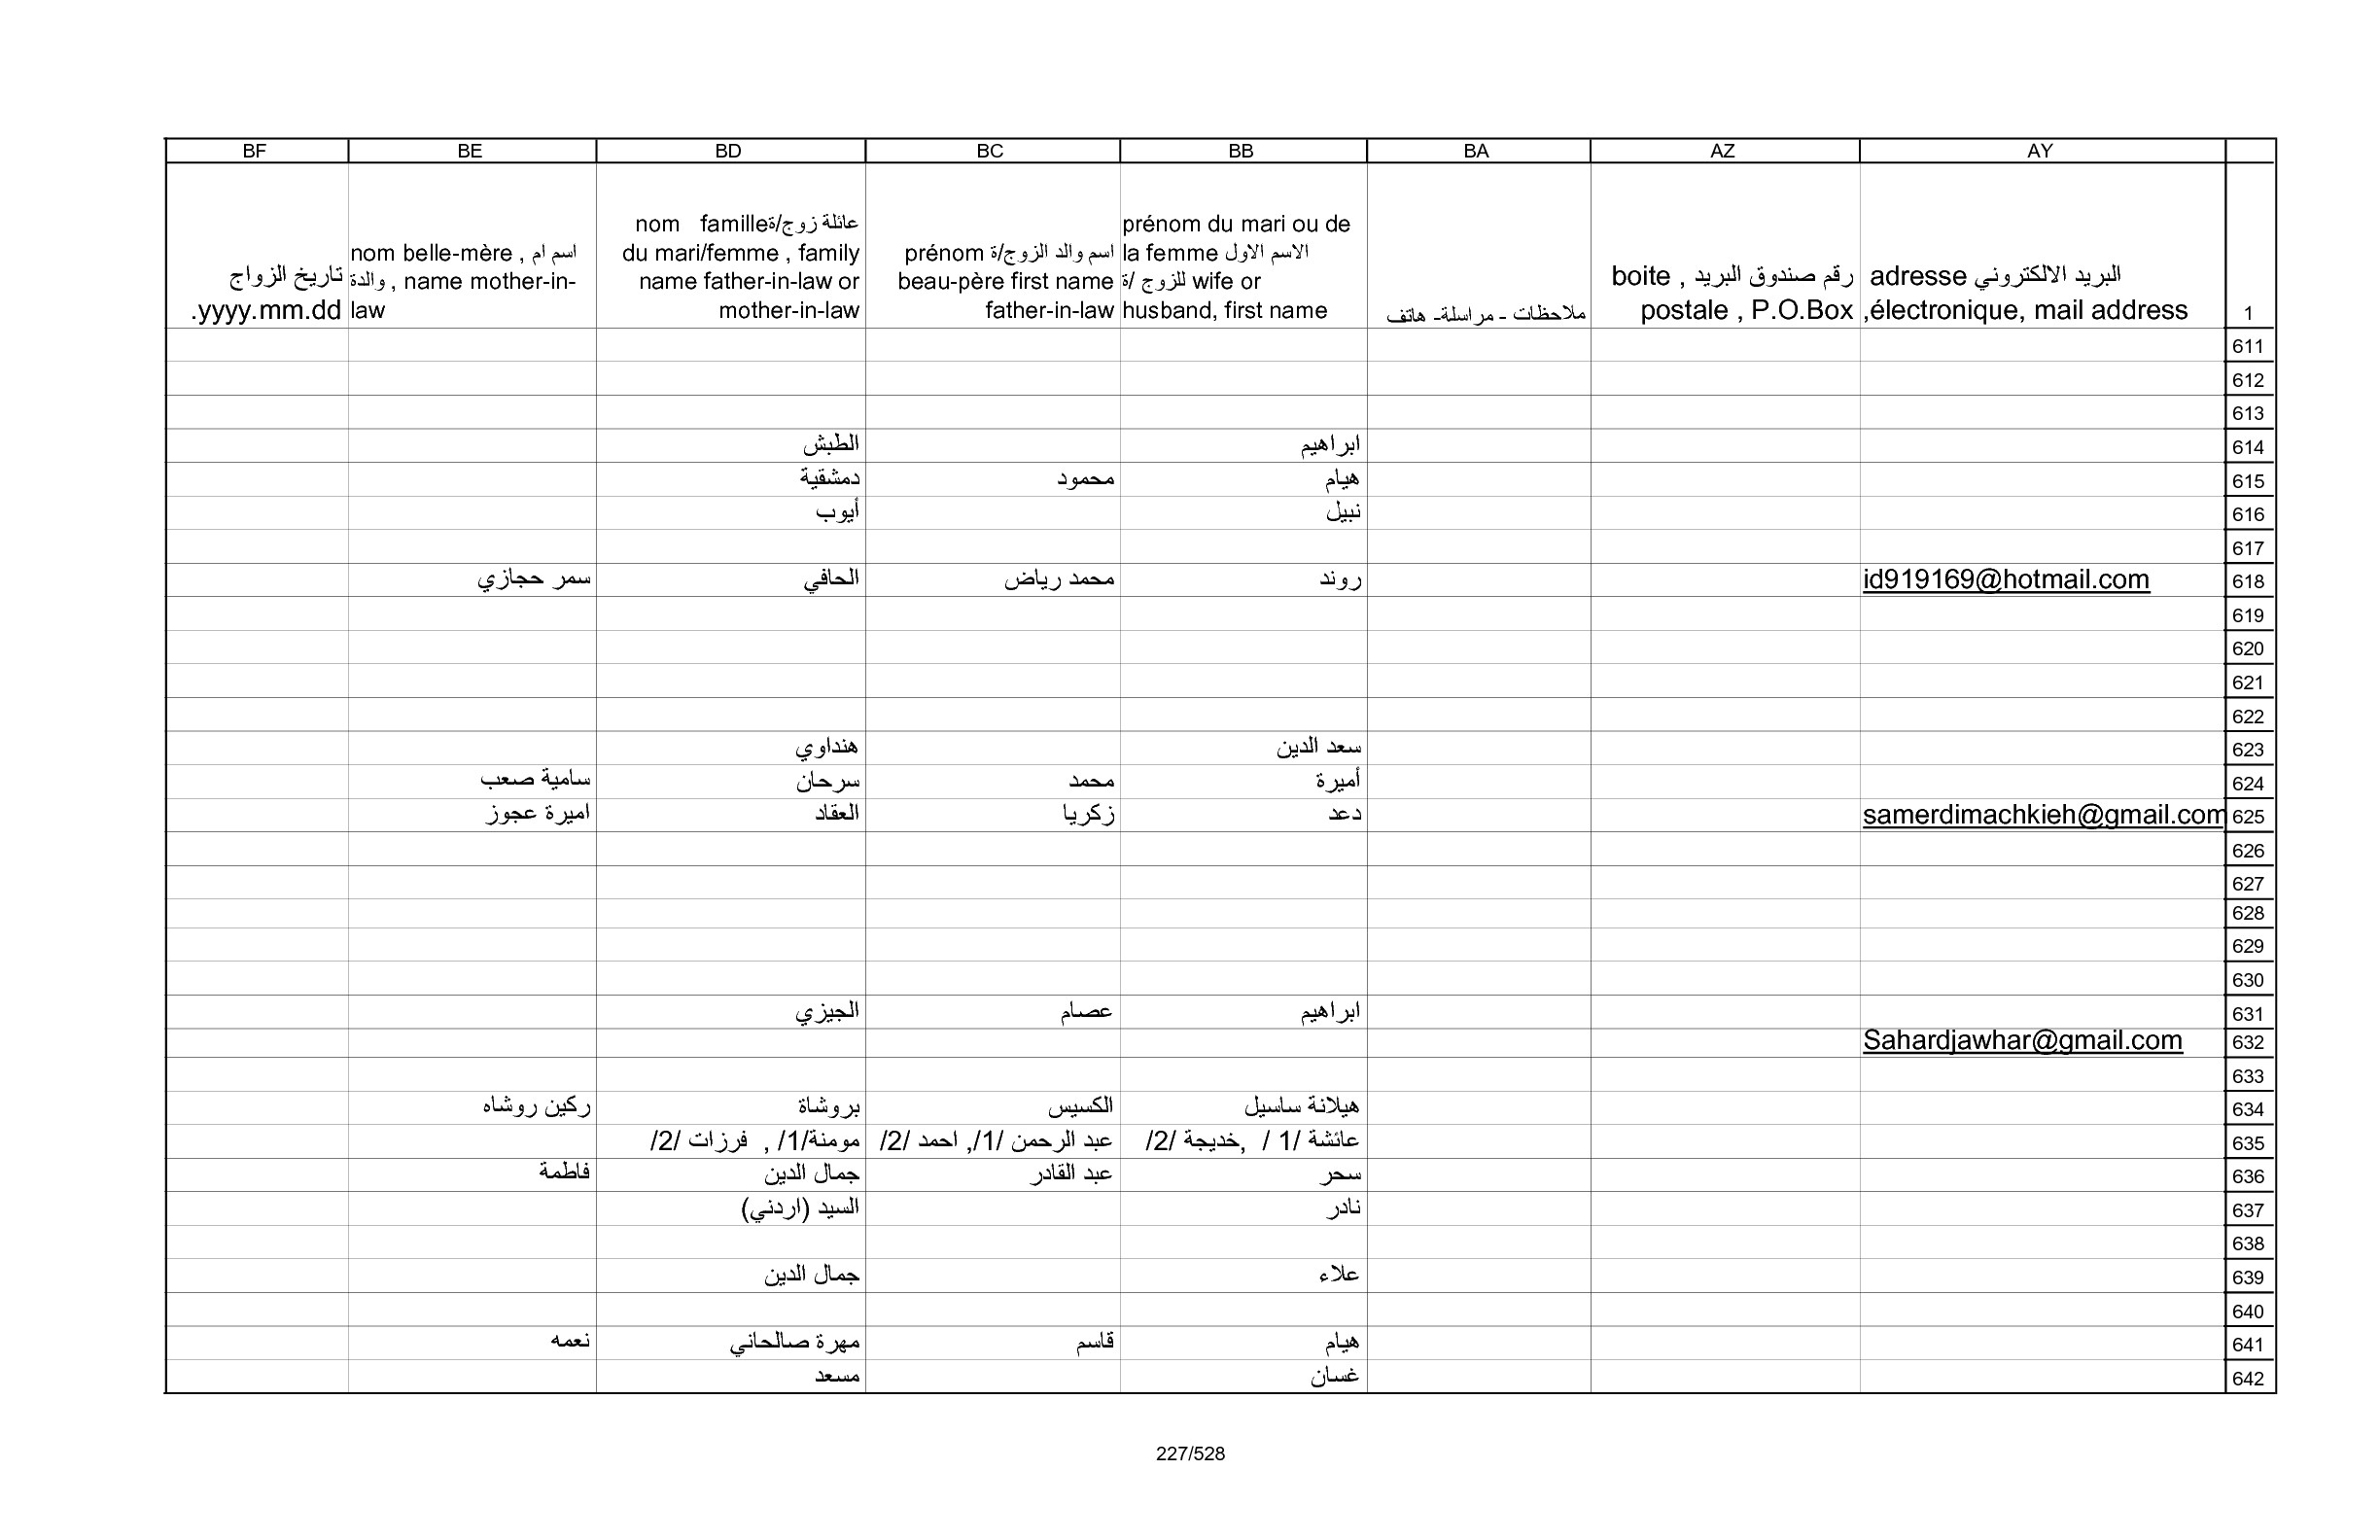 BF BE BD BC BB BA AZ AY
تاريخ الزواج
yyyy.mm.dd.
nom belle-mère , اسم ام
والدة , name mother-in-
law
nom famille عائلة زوج/ة
du mari/femme , family
name father-in-law or
mother-in-law
prénom اسم والد الزوج/ة
beau-père first name
father-in-law
prénom du mari ou de
la femme الاسم الاول
للزوج /ة wife or
husband, first name
ملاحظات - مراسلة- هاتف
boite , رقم صندوق البريد
postale , P.O.Box
adresse البريد الالكتروني
,électronique, mail address
1
611
612
613
الطبش ابراهيم 614
دمشقية محمود هيام 615
أيوب نبيل 616
617
سمر حجازي الحافي محمد رياض روند id919169@hotmail.com 618
619
620
621
622
هنداوي سعد الدين 623
سامية صعب سرحان محمد أميرة 624
اميرة عجوز العقاد زكريا دعد samerdimachkieh@gmail.com 625
626
627
628
629
630
الجيزي عصام ابراهيم 631
Sahardjawhar@gmail.com 632
633
ركين روشاه بروشاة الكسيس هيلانة ساسيل 634
مومنة/1/ , فرزات /2/ عبد الرحمن /1/, احمد /2/ عائشة /1 / ,خديجة /2/ 635
فاطمة جمال الدين عبد القادر سحر 636
السيد (اردني) نادر 637
638
جمال الدين علاء 639
640
نعمه مهرة صالحاني قاسم هيام 641
مسعد غسان 642
227/528